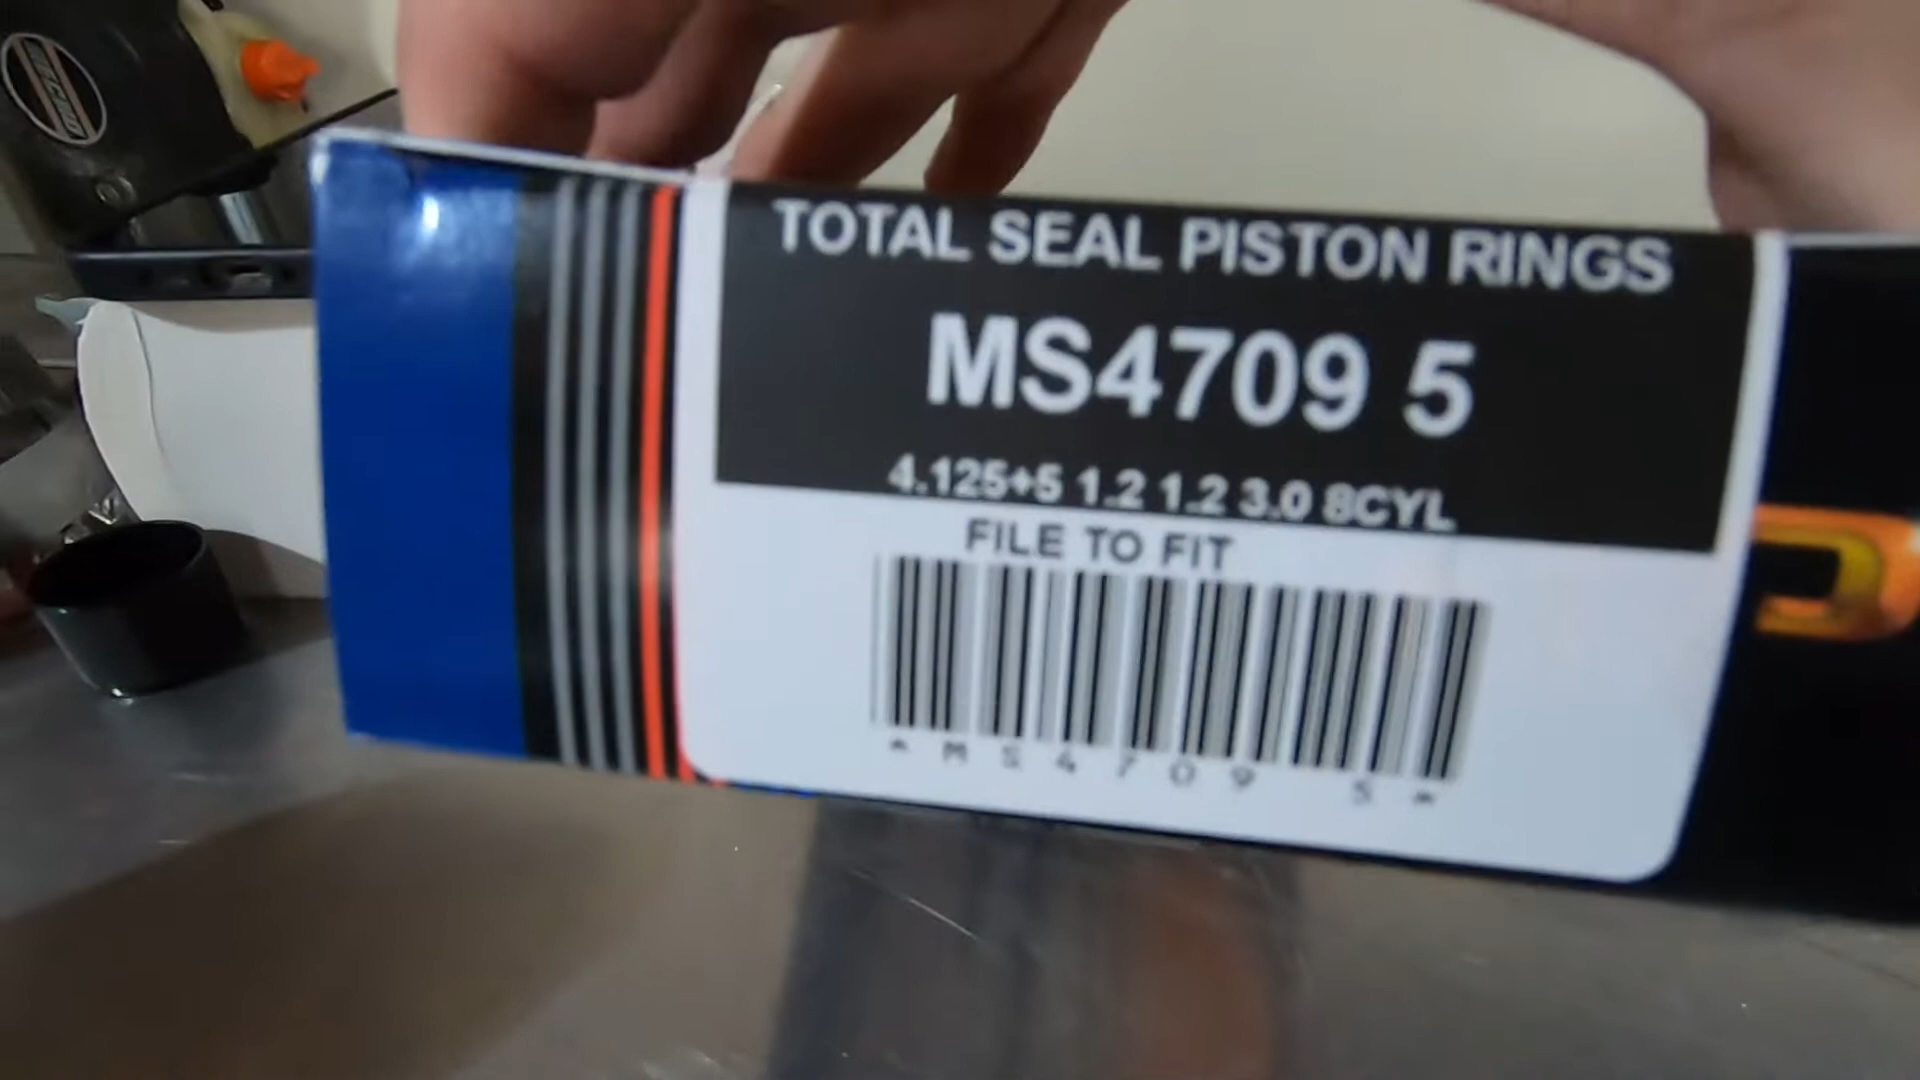 TOTAL SEAL PISTON RINGS
MS4709 5
4.125+5 1.2 1.2 3.0 8CYL
FILE TO FIT
*MS4709 5*